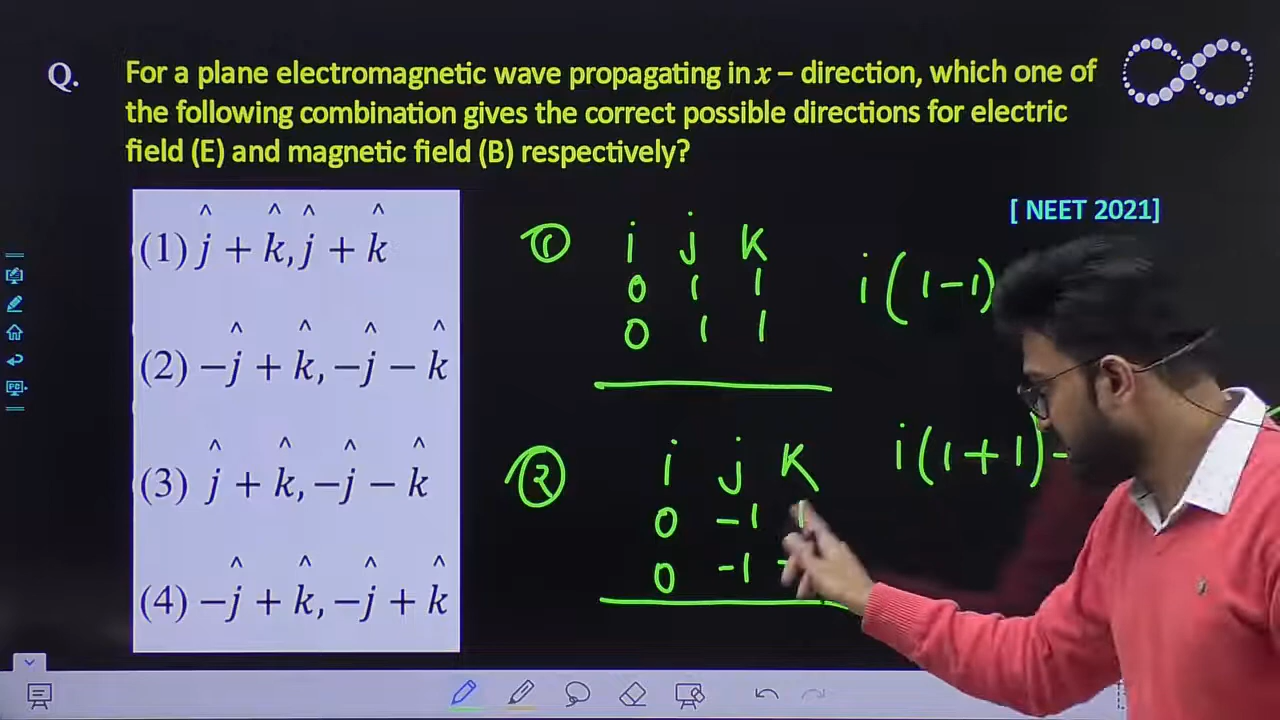 Q. For a plane electromagnetic wave propagating in x – direction, which one of
the following combination gives the correct possible directions for electric
field (E) and magnetic field (B) respectively?
[ NEET 2021]
(1) ĵ + k̂, ĵ + k̂
(2) −ĵ + k̂, −ĵ − k̂
(3) ĵ + k̂, −ĵ − k̂
(4) −ĵ + k̂, −ĵ + k̂
① i j k
0 1 1
0 1 1
i(1-1)
② i j k
0 -1 1
0 -1 -
i(1+1)-